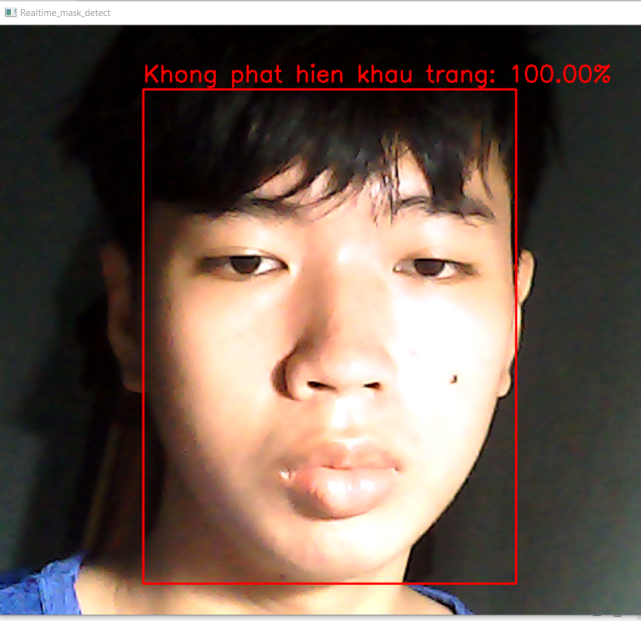 Realtime_mask_detect
Khong phat hien khau trang: 100.00%